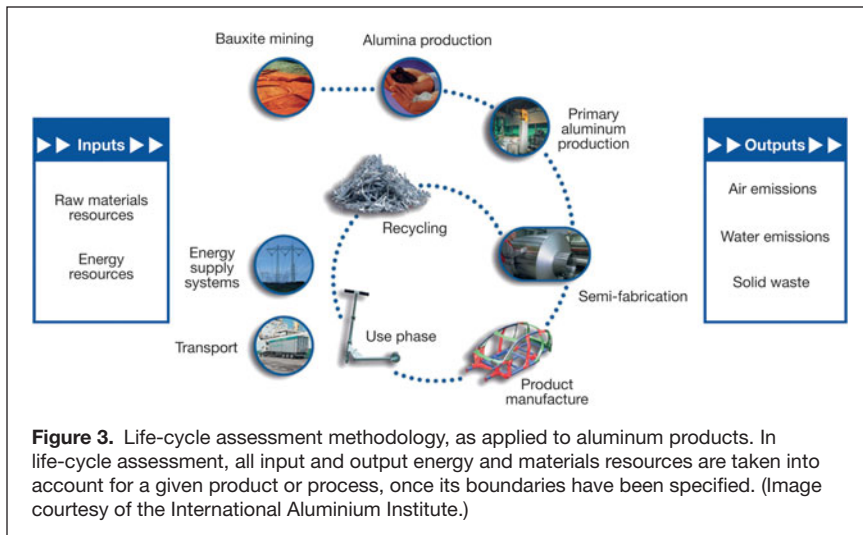 Bauxite mining
Alumina production
Primary
aluminum
production
Inputs
Raw materials
resources
Energy
resources
Recycling
Energy
supply
systems
Semi-fabrication
Transport
Use phase
Product
manufacture
Outputs
Air emissions
Water emissions
Solid waste
Figure 3. Life-cycle assessment methodology, as applied to aluminum products. In
life-cycle assessment, all input and output energy and materials resources are taken into
account for a given product or process, once its boundaries have been specified. (Image
courtesy of the International Aluminium Institute.)